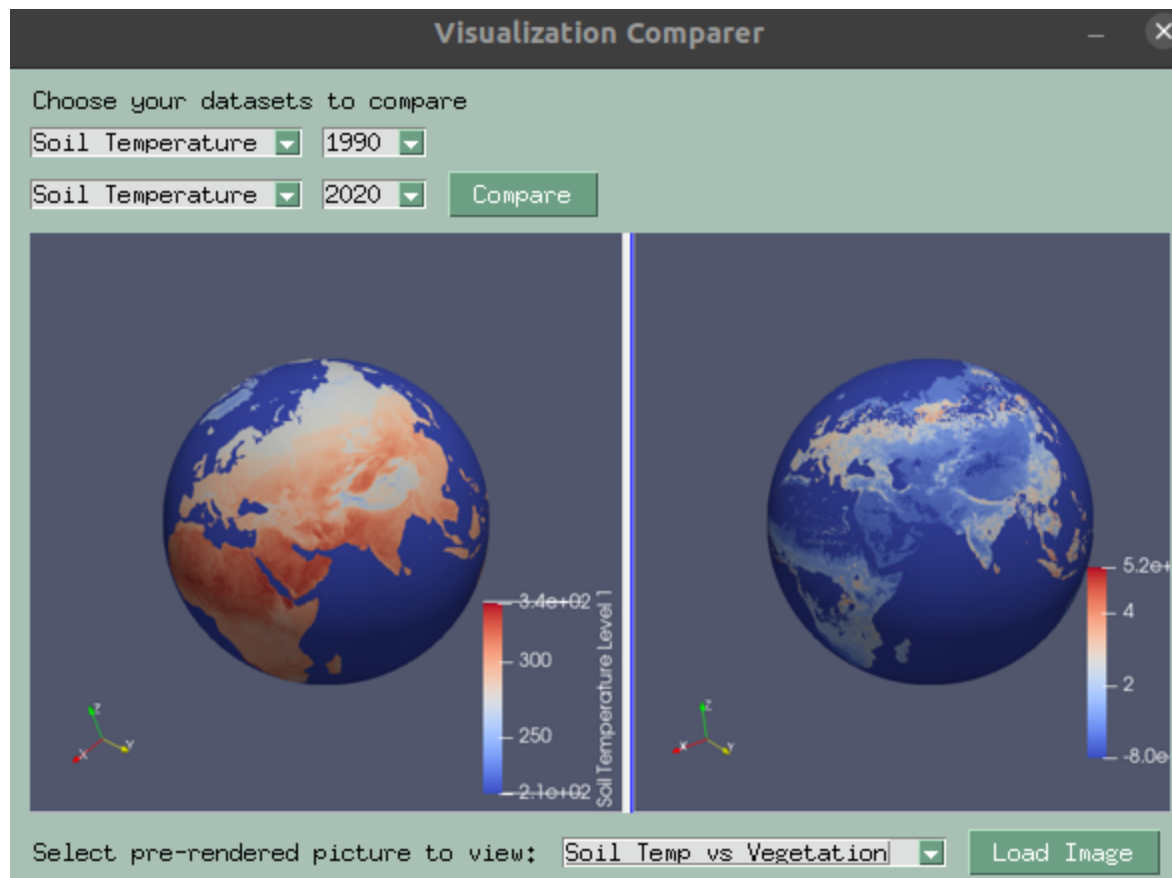 Visualization Comparer
Choose your datasets to compare
Soil Temperature 1990
Soil Temperature 2020 Compare
3.4e+02
300
250
2.1e+02
Soil Temperature Level 1
Z
X
Y
5.2e+
4
2
-8.0e-
Z
X
Y
Select pre-rendered picture to view: Soil Temp vs Vegetation Load Image